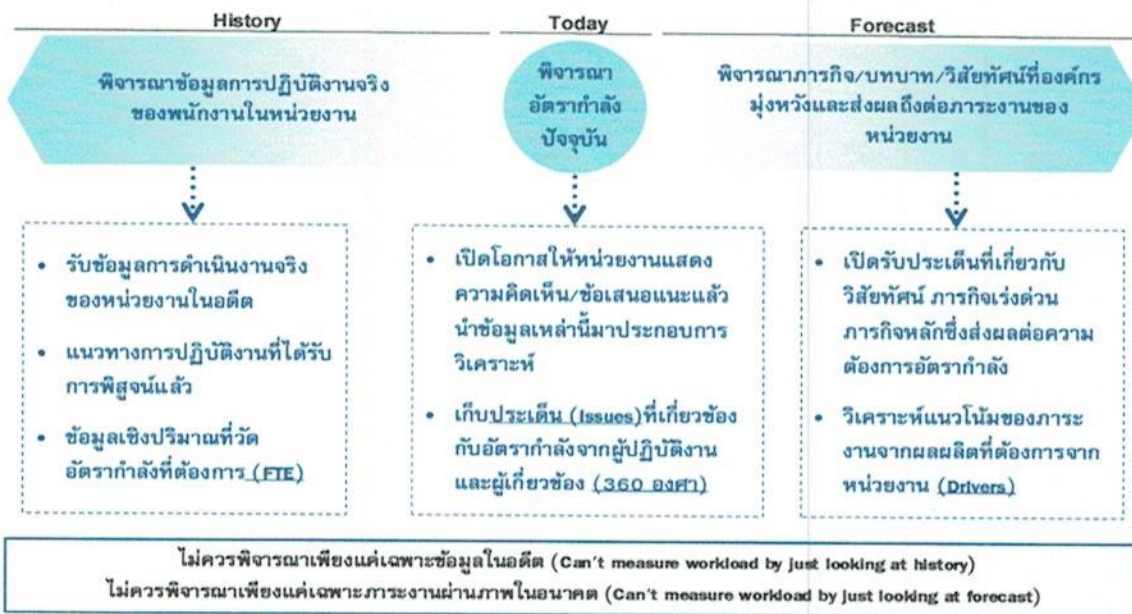 History
Today
Forecast
พิจารณาข้อมูลการปฏิบัติงานจริง
ของพนักงานในหน่วยงาน
พิจารณา
อัตรากำลัง
ปัจจุบัน
พิจารณาภารกิจ/บทบาท/วิสัยทัศน์ที่องค์กร
มุ่งหวังและส่งผลถึงต่อภาระงานของ
หน่วยงาน
• รับข้อมูลการดำเนินงานจริง
ของหน่วยงานในอดีต
• แนวทางการปฏิบัติงานที่ได้รับ
การพิสูจน์แล้ว
• ข้อมูลเชิงปริมาณที่วัด
อัตรากำลังที่ต้องการ (FTE)
• เปิดโอกาสให้หน่วยงานแสดง
ความคิดเห็น/ข้อเสนอแนะแล้ว
นำข้อมูลเหล่านี้มาประกอบการ
วิเคราะห์
• เก็บประเด็น (Issues)ที่เกี่ยวข้อง
กับอัตรากำลังจากผู้ปฏิบัติงาน
และผู้เกี่ยวข้อง (360 องศา)
• เปิดรับประเด็นที่เกี่ยวกับ
วิสัยทัศน์ ภารกิจเร่งด่วน
ภารกิจหลักซึ่งส่งผลต่อความ
ต้องการอัตรากำลัง
• วิเคราะห์แนวโน้มของภาระ
งานจากผลผลิตที่ต้องการจาก
หน่วยงาน (Drivers)
ไม่ควรพิจารณาเพียงแค่เฉพาะข้อมูลในอดีต (Can't measure workload by just looking at history)
ไม่ควรพิจารณาเพียงแค่เฉพาะภาระงานผ่านภาพในอนาคต (Can't measure workload by just looking at forecast)